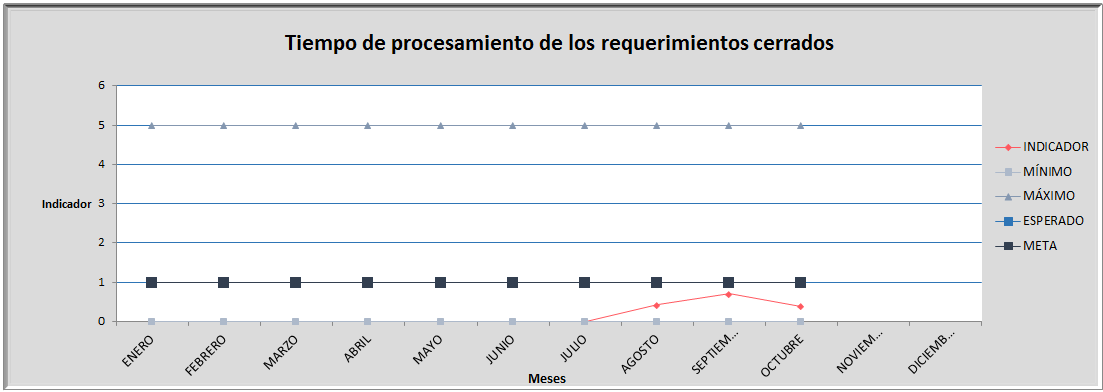 Tiempo de procesamiento de los requerimientos cerrados
6
5
4
3
2
1
0
Indicador
ENERO
FEBRERO
MARZO
ABRIL
MAYO
JUNIO
JULIO
AGOSTO
SEPTIEM...
OCTUBRE
NOVIEM...
DICIEMB...
Meses
INDICADOR
MÍNIMO
MÁXIMO
ESPERADO
META